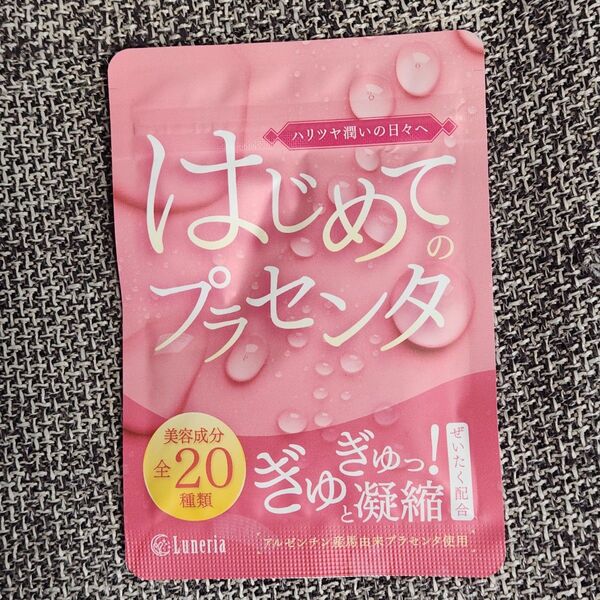 ハリツヤ潤いの日々へ
はじめての
プラセンタ
美容成分
全20
種類
ぎゅぎゅっ!
と凝縮
ぜいたく配合
Luneria
アルゼンチン産馬由来プラセンタ使用